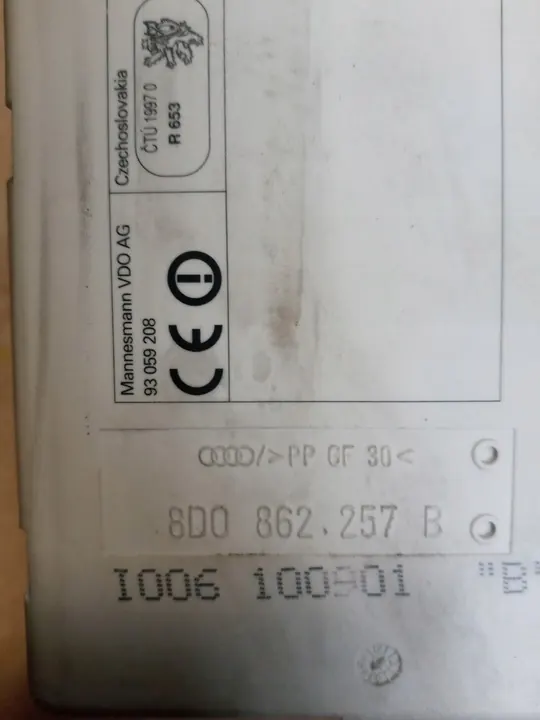 Czechoslovakia
ČTÚ 1997 0
R 653
Mannesmann VDO AG
93 059 208
CE
/>PP GF 30<
8D0 862.257 B
I006 100901 "B"